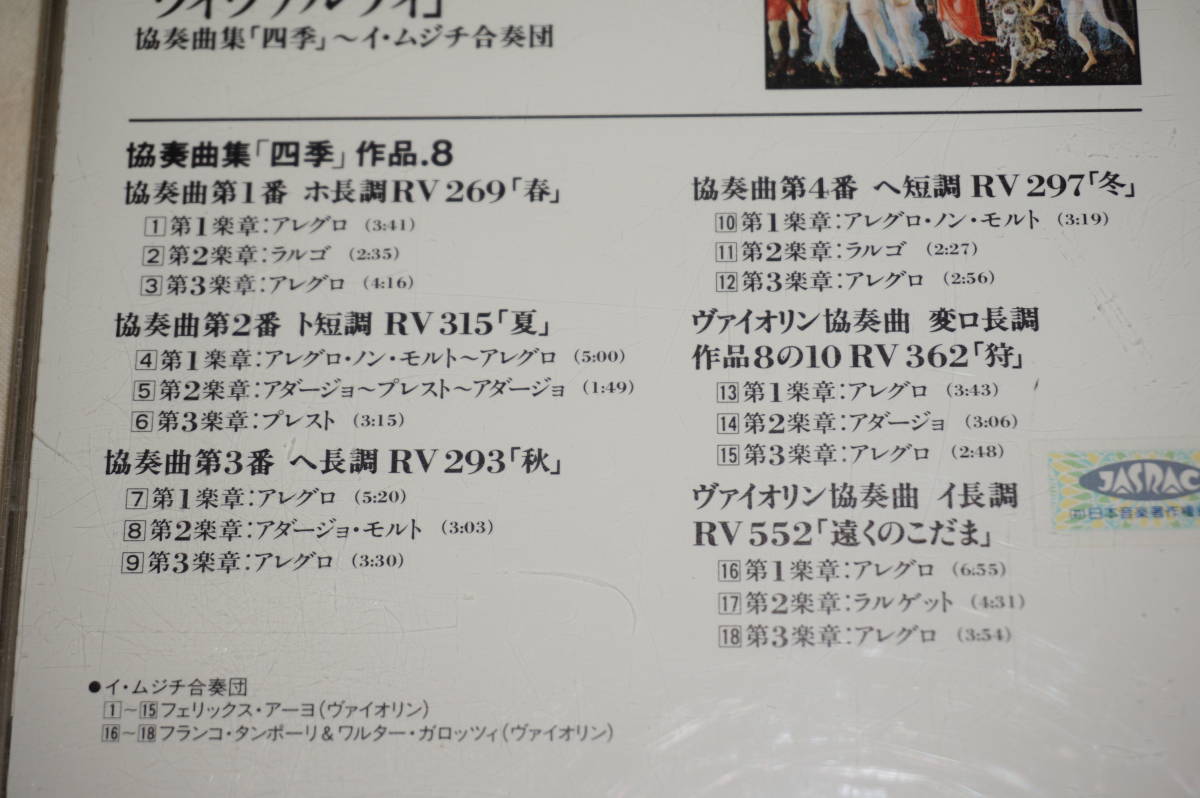 ヴィヴァルディ」
協奏曲集「四季」～イ・ムジチ合奏団
協奏曲集「四季」作品.8
協奏曲第1番 ホ長調RV 269「春」
1 第1楽章:アレグロ (3:41)
2 第2楽章:ラルゴ (2:35)
3 第3楽章:アレグロ (4:16)
協奏曲第2番 ト短調 RV 315「夏」
4 第1楽章:アレグロ・ノン・モルト～アレグロ (5:00)
5 第2楽章:アダージョ～プレスト～アダージョ (1:49)
6 第3楽章:プレスト (3:15)
協奏曲第3番 ヘ長調 RV 293「秋」
7 第1楽章:アレグロ (5:20)
8 第2楽章:アダージョ・モルト (3:03)
9 第3楽章:アレグロ (3:30)
協奏曲第4番 ヘ短調 RV 297「冬」
10 第1楽章:アレグロ・ノン・モルト (3:19)
11 第2楽章:ラルゴ (2:27)
12 第3楽章:アレグロ (2:56)
ヴァイオリン協奏曲 変ロ長調
作品8の10 RV 362「狩」
13 第1楽章:アレグロ (3:43)
14 第2楽章:アダージョ (3:06)
15 第3楽章:アレグロ (2:48)
ヴァイオリン協奏曲 イ長調
RV 552「遠くのこだま」
16 第1楽章:アレグロ (6:55)
17 第2楽章:ラルゲット (4:31)
18 第3楽章:アレグロ (3:54)
JASRAC
日本音楽著作権
●イ・ムジチ合奏団
1～15フェリックス・アーヨ(ヴァイオリン)
16～18フランコ・タンポーリ&ワルター・ガロッツィ(ヴァイオリン)